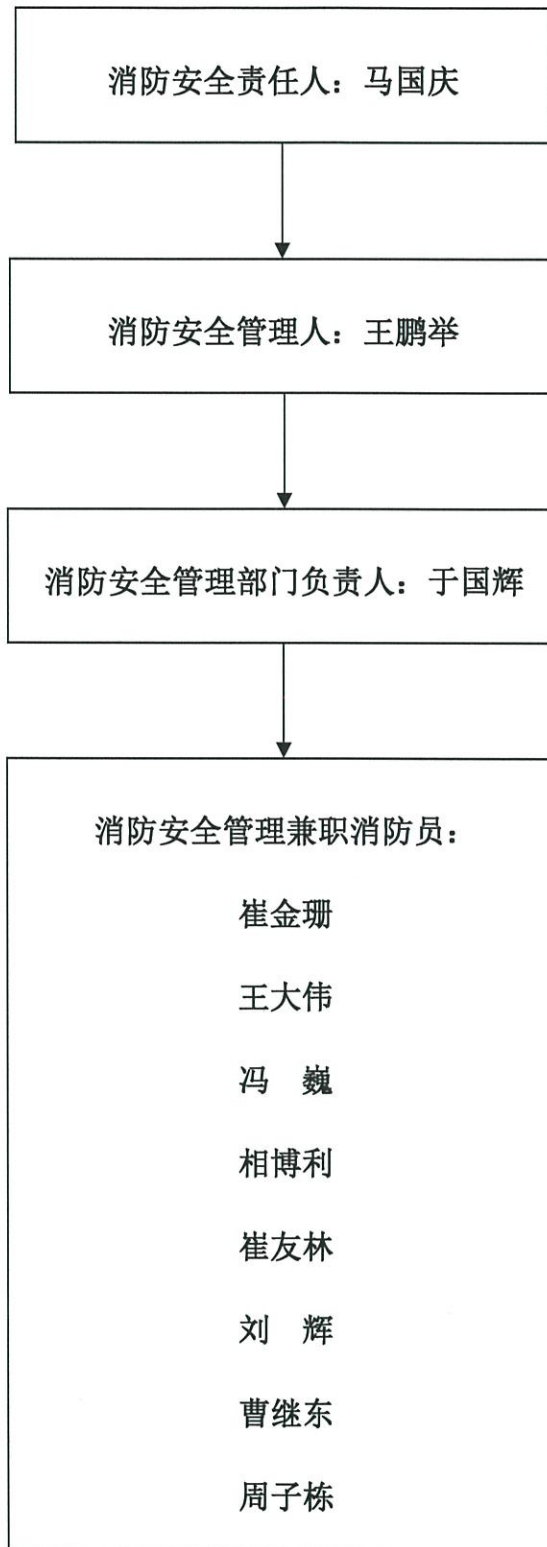 消防安全责任人：马国庆
消防安全管理人：王鹏举
消防安全管理部门负责人：于国辉
消防安全管理兼职消防员：
崔金珊
王大伟
冯　巍
相博利
崔友林
刘　辉
曹继东
周子栋